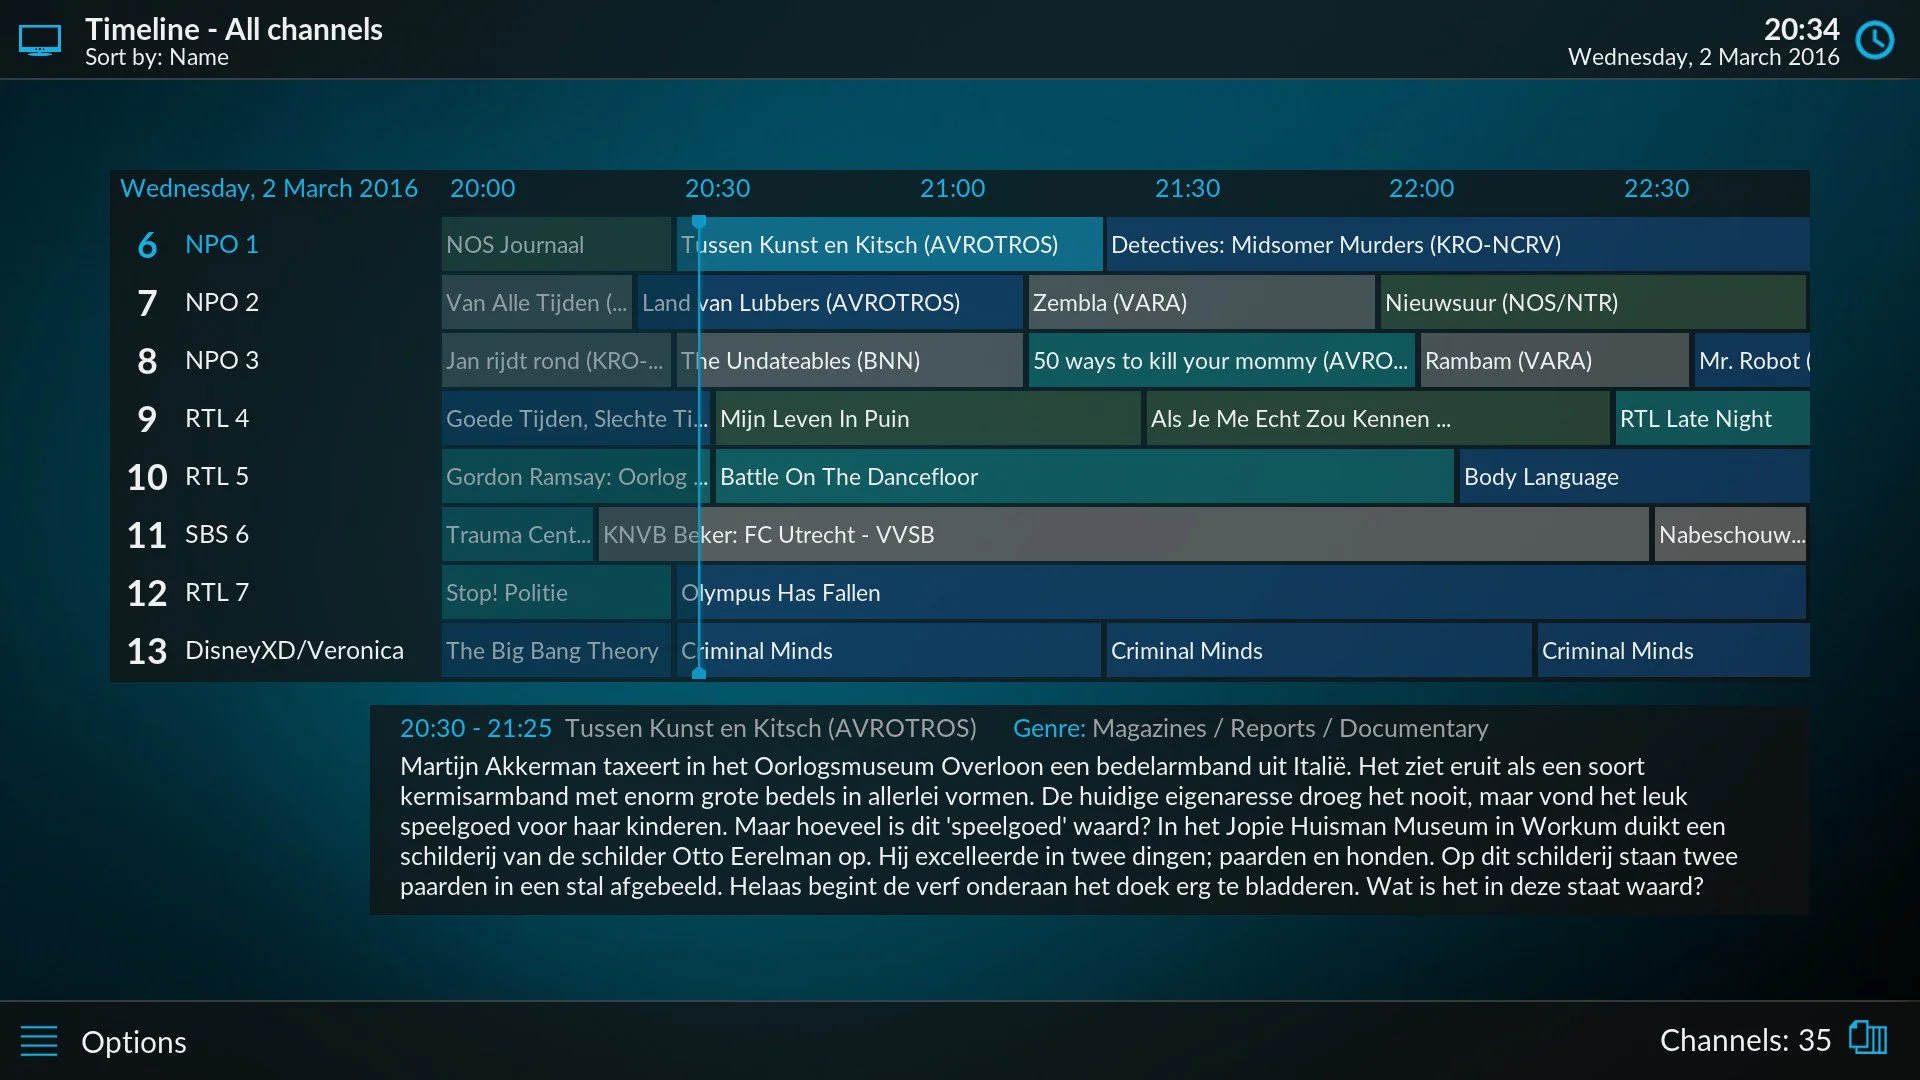 Timeline - All channels
Sort by: Name
20:34
Wednesday, 2 March 2016
Wednesday, 2 March 2016 20:00 20:30 21:00 21:30 22:00 22:30
6 NPO 1 NOS Journaal Tussen Kunst en Kitsch (AVROTROS) Detectives: Midsomer Murders (KRO-NCRV)
7 NPO 2 Van Alle Tijden (... Land van Lubbers (AVROTROS) Zembla (VARA) Nieuwsuur (NOS/NTR)
8 NPO 3 Jan rijdt rond (KRO-... The Undateables (BNN) 50 ways to kill your mommy (AVRO... Rambam (VARA) Mr. Robot (
9 RTL 4 Goede Tijden, Slechte Ti... Mijn Leven In Puin Als Je Me Echt Zou Kennen ... RTL Late Night
10 RTL 5 Gordon Ramsay: Oorlog ... Battle On The Dancefloor Body Language
11 SBS 6 Trauma Cent... KNVB Beker: FC Utrecht - VVSB Nabeschouw...
12 RTL 7 Stop! Politie Olympus Has Fallen
13 DisneyXD/Veronica The Big Bang Theory Criminal Minds Criminal Minds Criminal Minds
20:30 - 21:25 Tussen Kunst en Kitsch (AVROTROS) Genre: Magazines / Reports / Documentary
Martijn Akkerman taxeert in het Oorlogsmuseum Overloon een bedelarmband uit Italië. Het ziet eruit als een soort
kermisarmband met enorm grote bedels in allerlei vormen. De huidige eigenaresse droeg het nooit, maar vond het leuk
speelgoed voor haar kinderen. Maar hoeveel is dit 'speelgoed' waard? In het Jopie Huisman Museum in Workum duikt een
schilderij van de schilder Otto Eerelman op. Hij excelleerde in twee dingen; paarden en honden. Op dit schilderij staan twee
paarden in een stal afgebeeld. Helaas begint de verf onderaan het doek erg te bladderen. Wat is het in deze staat waard?
Options
Channels: 35